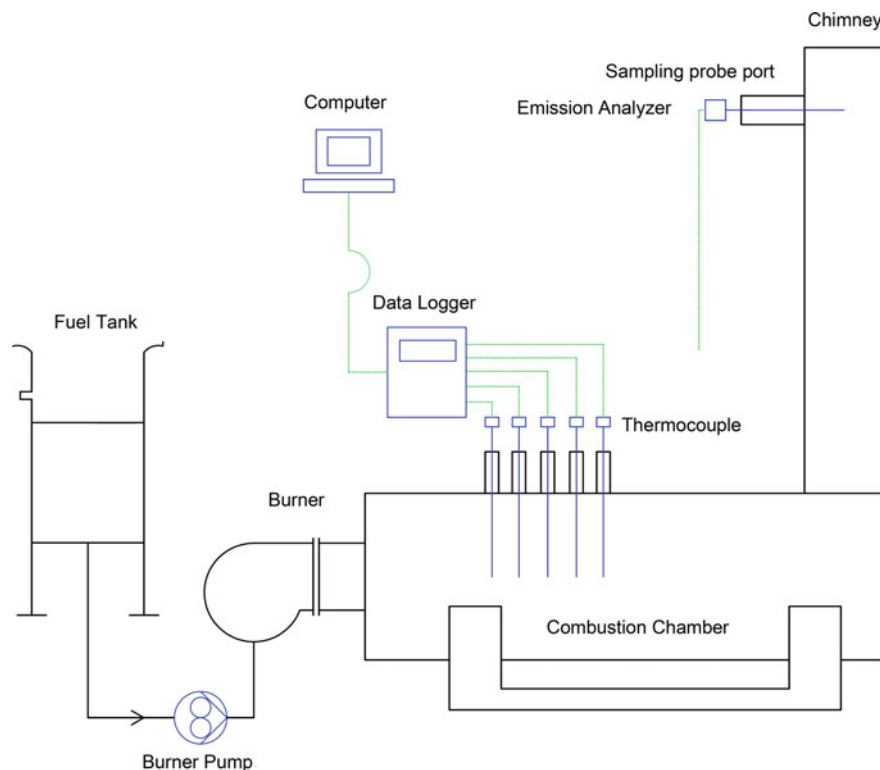 Chimney
Sampling probe port
Computer
Emission Analyzer
Data Logger
Fuel Tank
Thermocouple
Burner
Combustion Chamber
Burner Pump